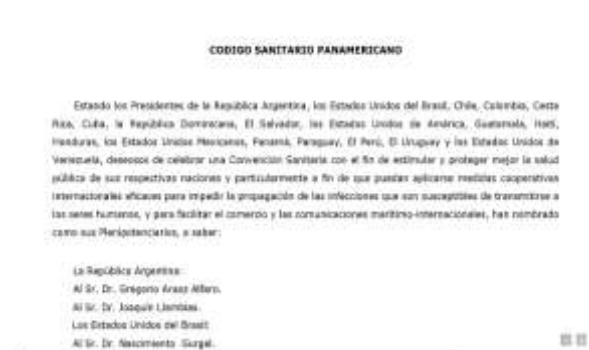 CODIGO SANITARIO PANAMERICANO
Estando los Presidentes de la República Argentina, los Estados Unidos del Brasil, Chile, Colombia, Costa
Rica, Cuba, la República Dominicana, El Salvador, los Estados Unidos de América, Guatemala, Haití,
Honduras, los Estados Unidos Mexicanos, Panamá, Paraguay, El Perú, El Uruguay y los Estados Unidos de
Venezuela, deseosos de celebrar una Convención Sanitaria con el fin de estimular y proteger mejor la salud
pública de sus respectivas naciones y particularmente a fin de que puedan aplicarse medidas cooperativas
internacionales eficaces para impedir la propagación de las infecciones que son susceptibles de transmitirse a
los seres humanos, y para facilitar el comercio y las comunicaciones marítimo-internacionales, han nombrado
como sus Plenipotenciarios, a saber:
La República Argentina:
Al Sr. Dr. Gregorio Araoz Alfaro.
Al Sr. Dr. Joaquín Llambías.
Los Estados Unidos del Brasil:
Al Sr. Dr. Nascimento Gurgel.